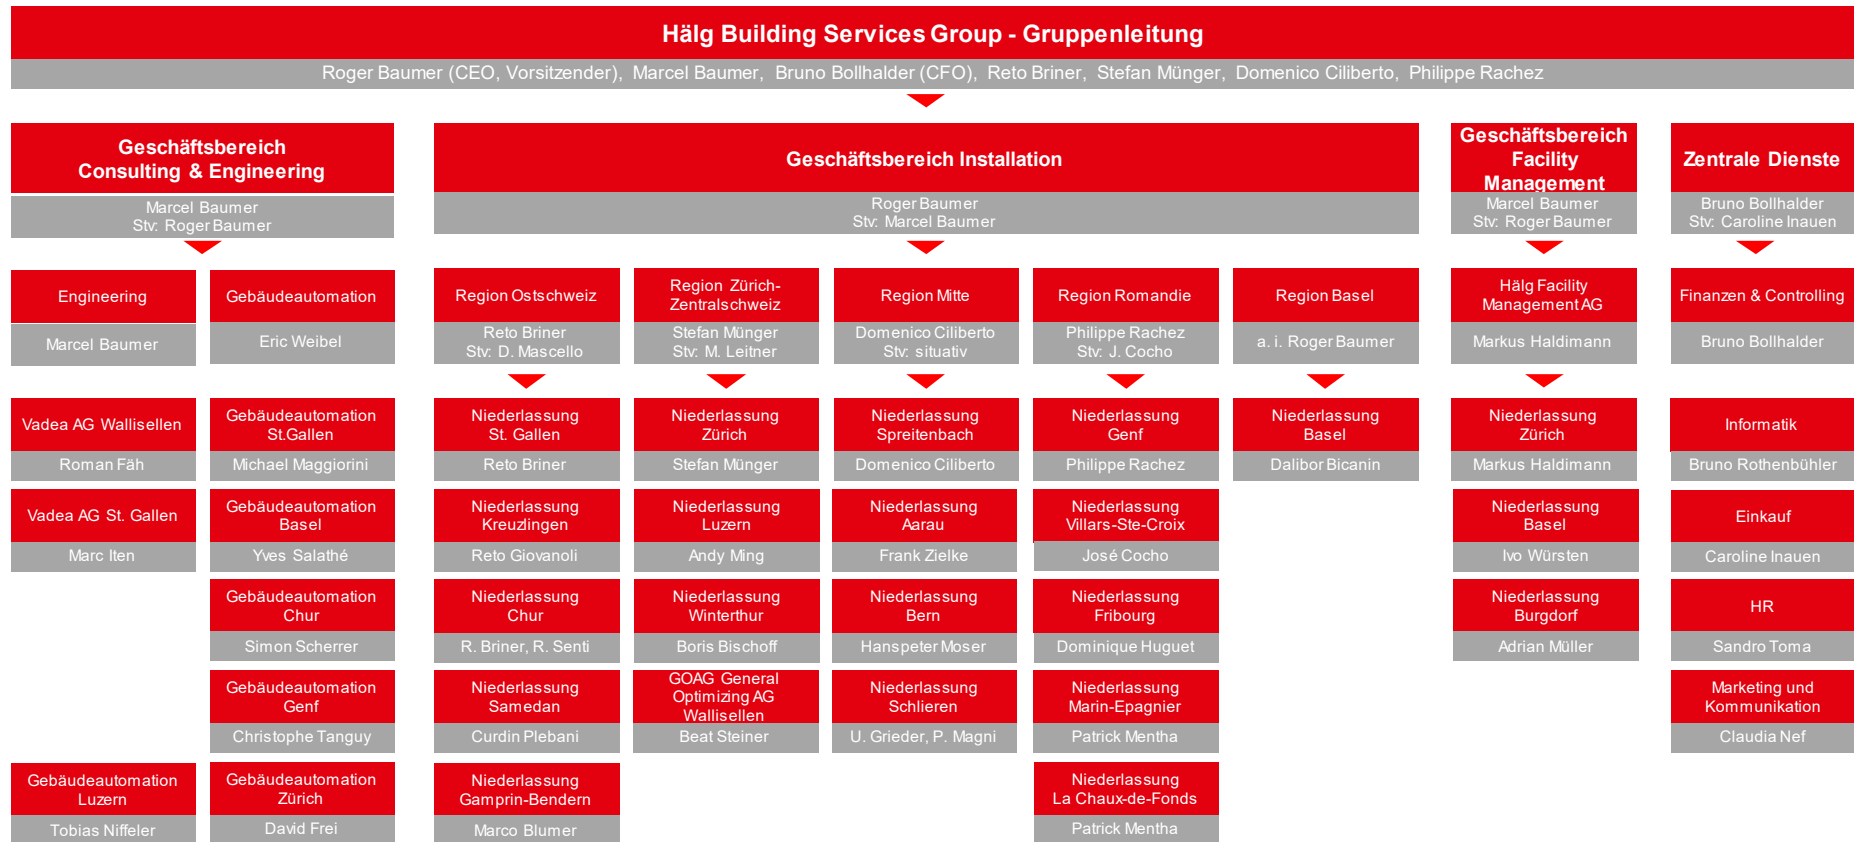 Hälg Building Services Group - Gruppenleitung
Roger Baumer (CEO, Vorsitzender), Marcel Baumer, Bruno Bollhalder (CFO), Reto Briner, Stefan Münger, Domenico Ciliberto, Philippe Rachez
Geschäftsbereich
Consulting & Engineering
Marcel Baumer
Stv: Roger Baumer
Geschäftsbereich Installation
Roger Baumer
Stv: Marcel Baumer
Geschäftsbereich
Facility
Management
Marcel Baumer
Stv: Roger Baumer
Zentrale Dienste
Bruno Bollhalder
Stv: Caroline Inauen
Engineering
Marcel Baumer
Vadea AG Wallisellen
Roman Fäh
Vadea AG St. Gallen
Marc Iten
Gebäudeautomation
Luzern
Tobias Niffeler
Gebäudeautomation
Eric Weibel
Gebäudeautomation
St.Gallen
Michael Maggiorini
Gebäudeautomation
Basel
Yves Salathé
Gebäudeautomation
Chur
Simon Scherrer
Gebäudeautomation
Genf
Christophe Tanguy
Gebäudeautomation
Zürich
David Frei
Region Ostschweiz
Reto Briner
Stv: D. Mascello
Niederlassung
St. Gallen
Reto Briner
Niederlassung
Kreuzlingen
Reto Giovanoli
Niederlassung
Chur
R. Briner, R. Senti
Niederlassung
Samedan
Curdin Plebani
Niederlassung
Gamprin-Bendern
Marco Blumer
Region Zürich-
Zentralschweiz
Stefan Münger
Stv: M. Leitner
Niederlassung
Zürich
Stefan Münger
Niederlassung
Luzern
Andy Ming
Niederlassung
Winterthur
Boris Bischoff
GOAG General
Optimizing AG
Wallisellen
Beat Steiner
Region Mitte
Domenico Ciliberto
Stv: situativ
Niederlassung
Spreitenbach
Domenico Ciliberto
Niederlassung
Aarau
Frank Zielke
Niederlassung
Bern
Hanspeter Moser
Niederlassung
Schlieren
U. Grieder, P. Magni
Region Romandie
Philippe Rachez
Stv: J. Cocho
Niederlassung
Genf
Philippe Rachez
Niederlassung
Villars-Ste-Croix
José Cocho
Niederlassung
Fribourg
Dominique Huguet
Niederlassung
Marin-Epagnier
Patrick Mentha
Niederlassung
La Chaux-de-Fonds
Patrick Mentha
Region Basel
a. i. Roger Baumer
Niederlassung
Basel
Dalibor Bicanin
Hälg Facility
Management AG
Markus Haldimann
Niederlassung
Zürich
Markus Haldimann
Niederlassung
Basel
Ivo Würsten
Niederlassung
Burgdorf
Adrian Müller
Finanzen & Controlling
Bruno Bollhalder
Informatik
Bruno Rothenbühler
Einkauf
Caroline Inauen
HR
Sandro Toma
Marketing und
Kommunikation
Claudia Nef